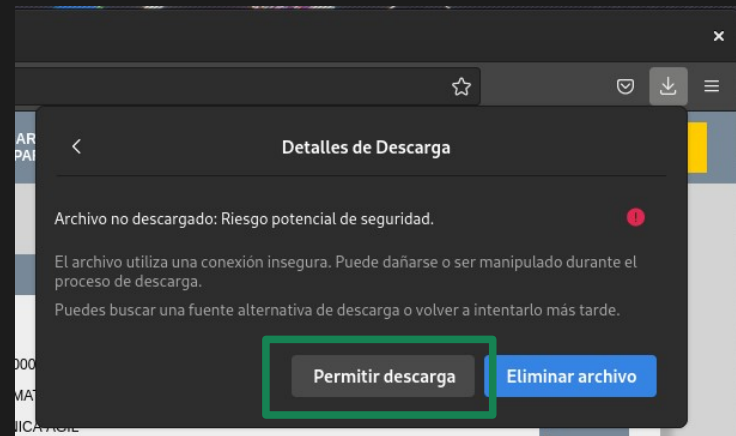 AR
PAR
Detalles de Descarga
Archivo no descargado: Riesgo potencial de seguridad.
El archivo utiliza una conexión insegura. Puede dañarse o ser manipulado durante el
proceso de descarga.
Puedes buscar una fuente alternativa de descarga o volver a intentarlo más tarde.
Permitir descarga
Eliminar archivo